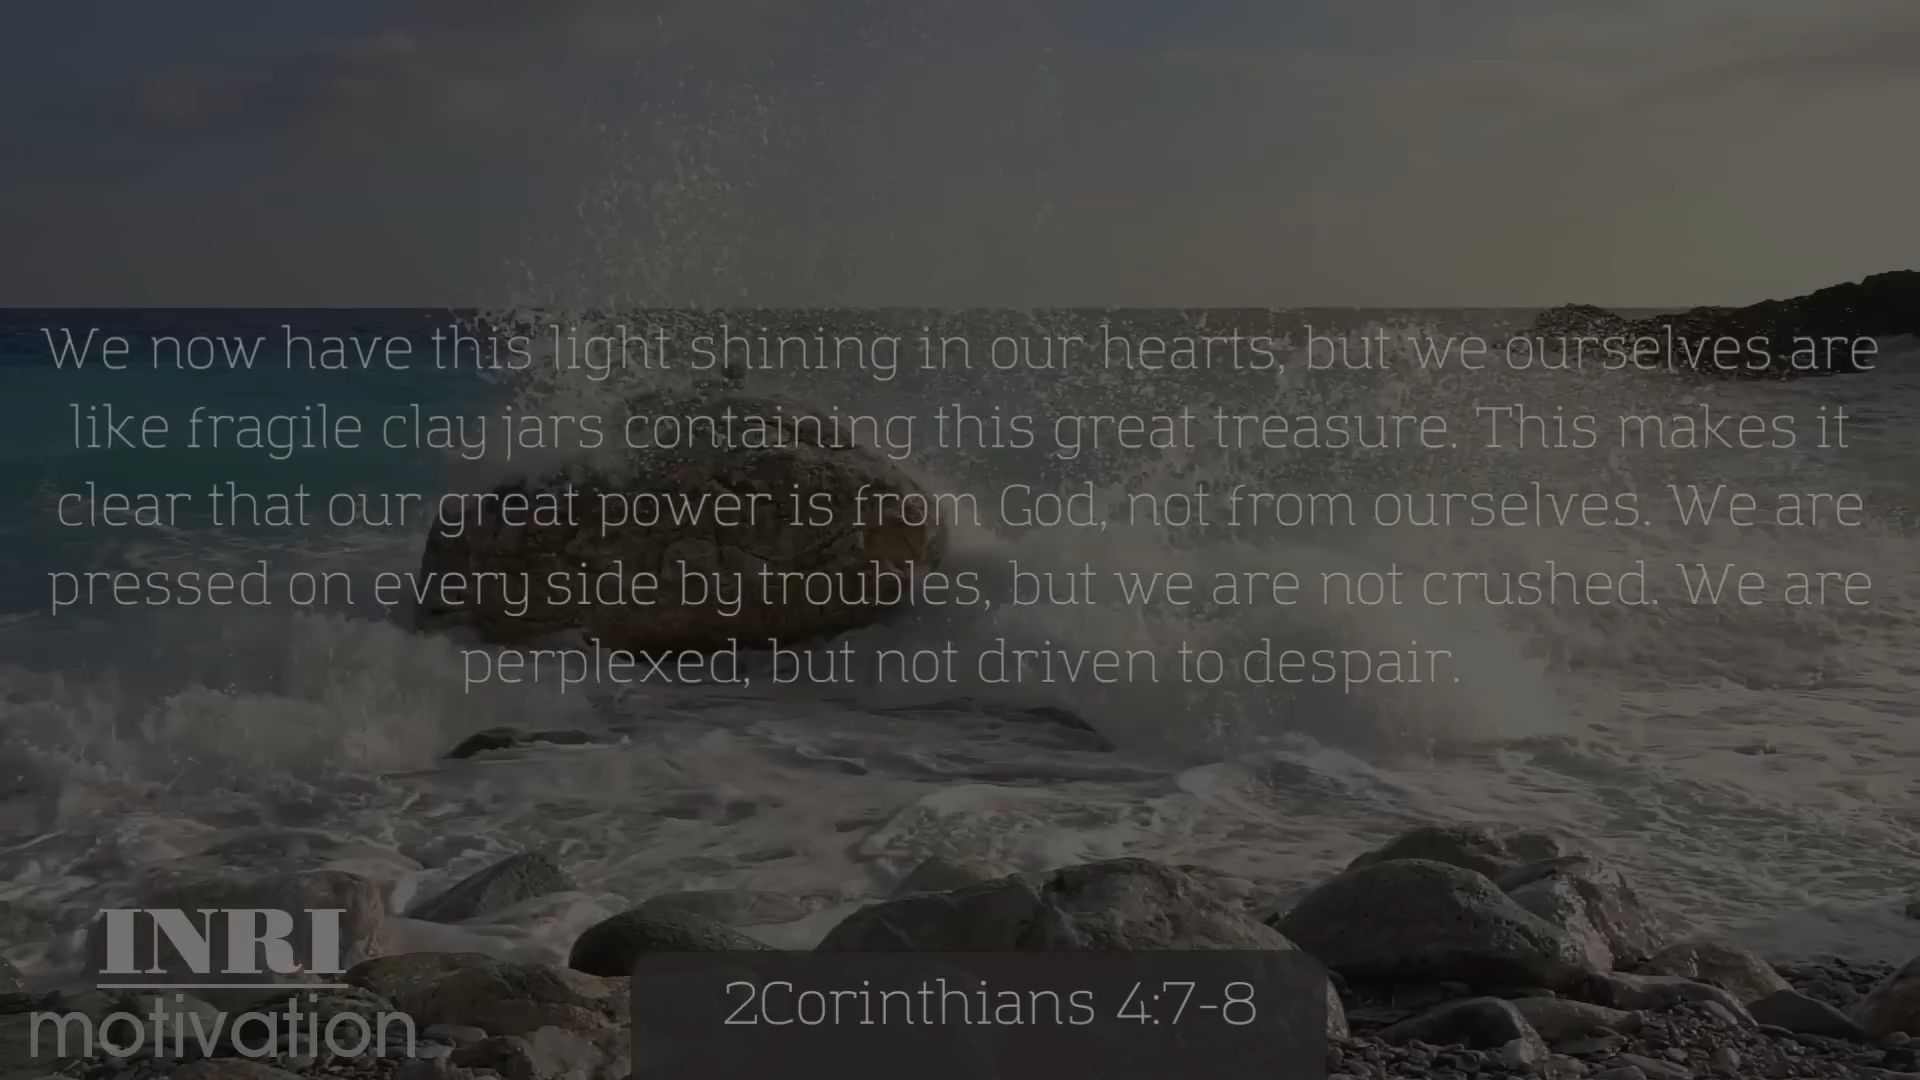 We now have this light shining in our hearts, but we ourselves are
like fragile clay jars containing this great treasure. This makes it
clear that our great power is from God, not from ourselves. We are
pressed on every side by troubles, but we are not crushed. We are
perplexed, but not driven to despair.
INRI
motivation
2Corinthians 4:7-8